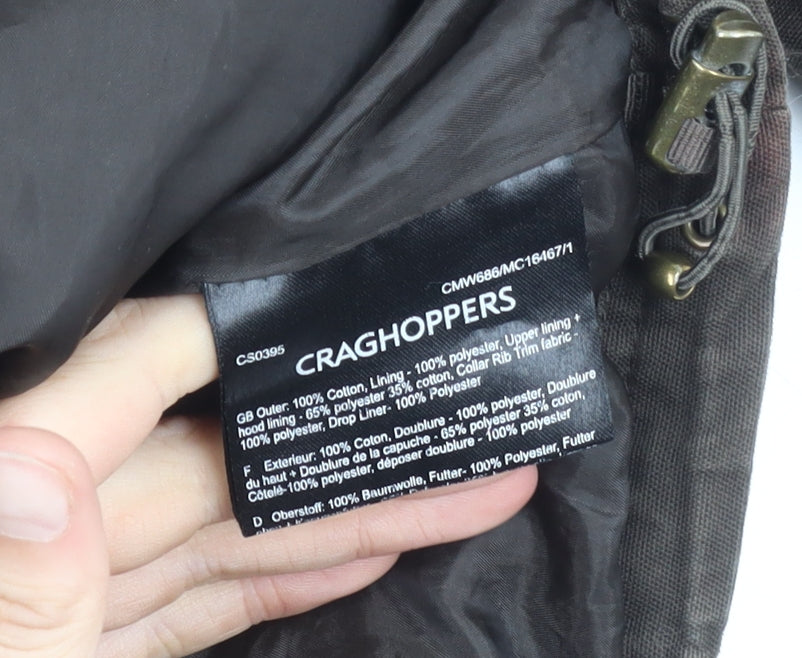 CMW686/MC16467/1
CS0395
CRAGHOPPERS
GB Outer: 100% Cotton, Lining - 100% polyester, Upper lining +
hood lining - 65% polyester 35% cotton, Collar Rib Trim fabric -
100% polyester, Drop Liner- 100% Polyester
F Exterieur: 100% Coton, Doublure - 100% polyester, Doublure
du haut + Doublure de la capuche - 65% polyester 35% coton,
Côtelé-100% polyester, déposer doublure - 100% polyester
D Oberstoff: 100% Baumwolle, Futter- 100% Polyester, Futter